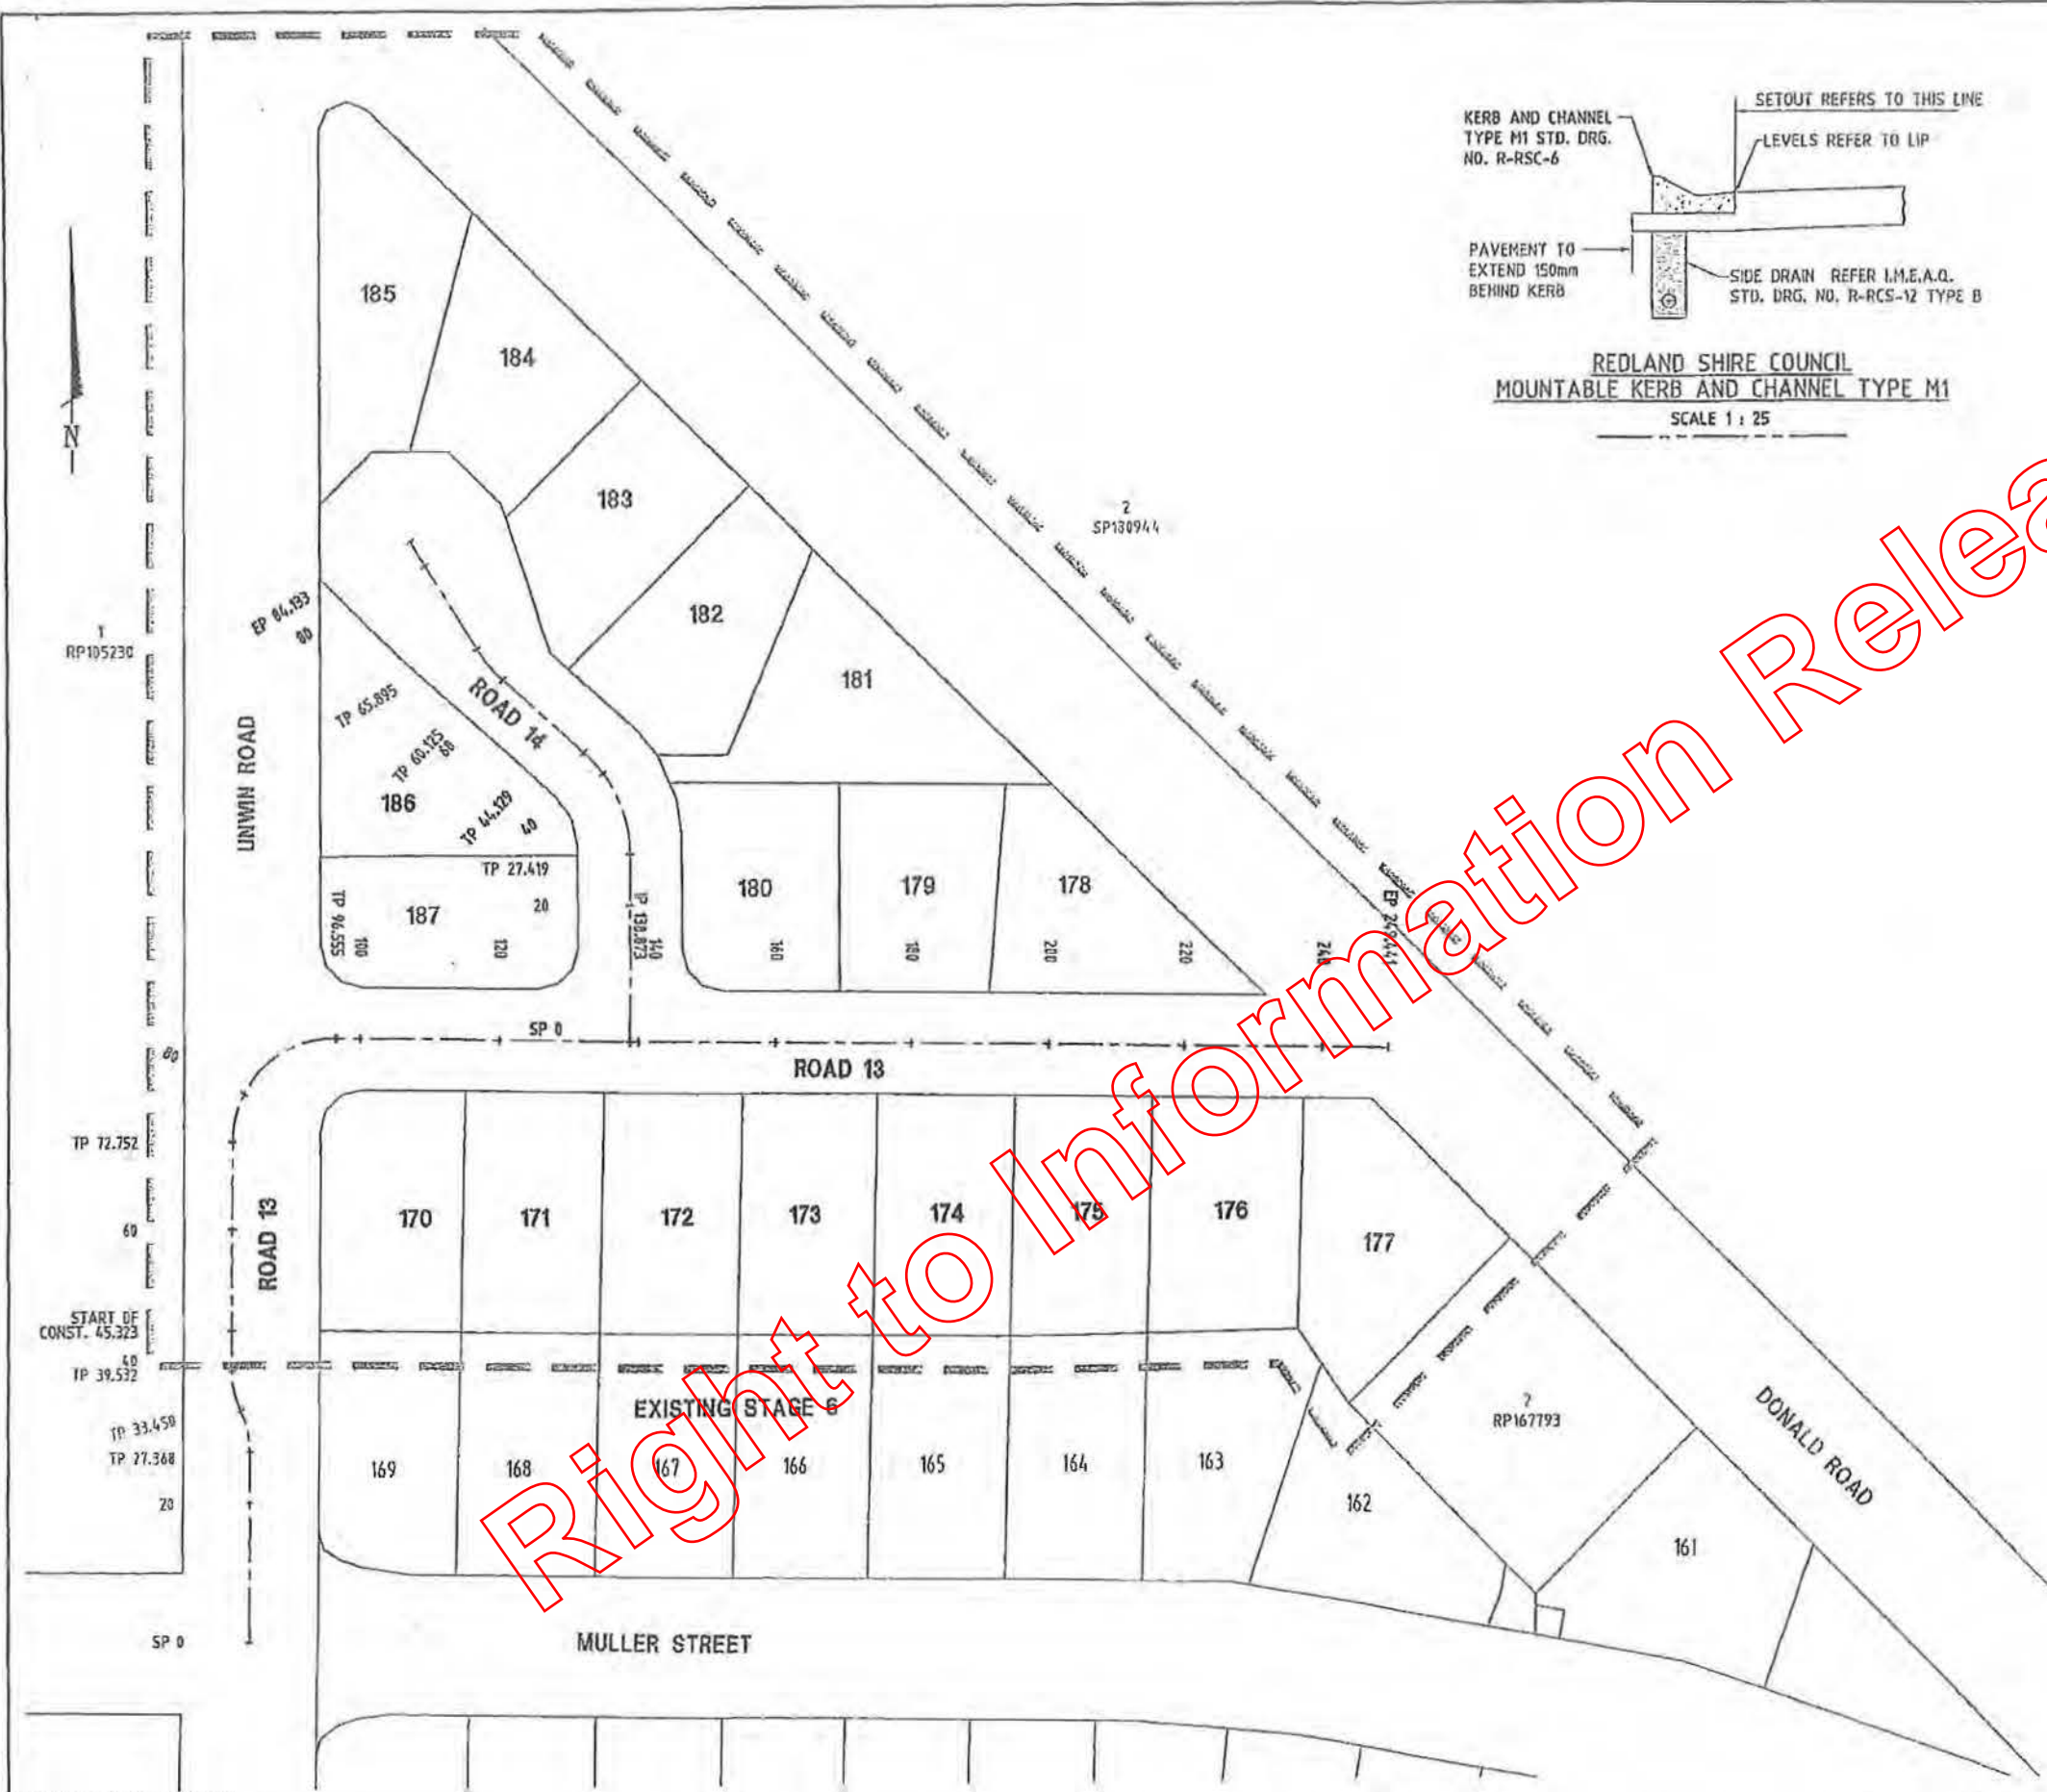 SETOUT REFERS TO THIS LINE
KERB AND CHANNEL
TYPE M1 STD. DRG.
NO. R-RSC-6
LEVELS REFER TO LIP
PAVEMENT TO
EXTEND 150mm
BEHIND KERB
SIDE DRAIN REFER I.M.E.A.Q.
STD. DRG. NO. R-RCS-12 TYPE B
REDLAND SHIRE COUNCIL
MOUNTABLE KERB AND CHANNEL TYPE M1
SCALE 1 : 25
N
185
184
183
182
181
2
SP180944
1
RP105230
EP 84.193
80
TP 65.895
TP 60.125
60
ROAD 14
UNWIN ROAD
186
TP 44.129
40
TP 27.419
20
187
TP 96.555
100
120
IP 138.873
140
180
179
178
160
180
200
220
240
EP 249.441
SP 0
ROAD 13
80
TP 72.752
60
ROAD 13
START OF
CONST. 45.323
40
TP 39.532
TP 33.450
TP 27.368
20
SP 0
170
171
172
173
174
175
176
177
EXISTING STAGE 6
169
168
167
166
165
164
163
162
2
RP167793
161
DONALD ROAD
MULLER STREET
Right to Information Relea